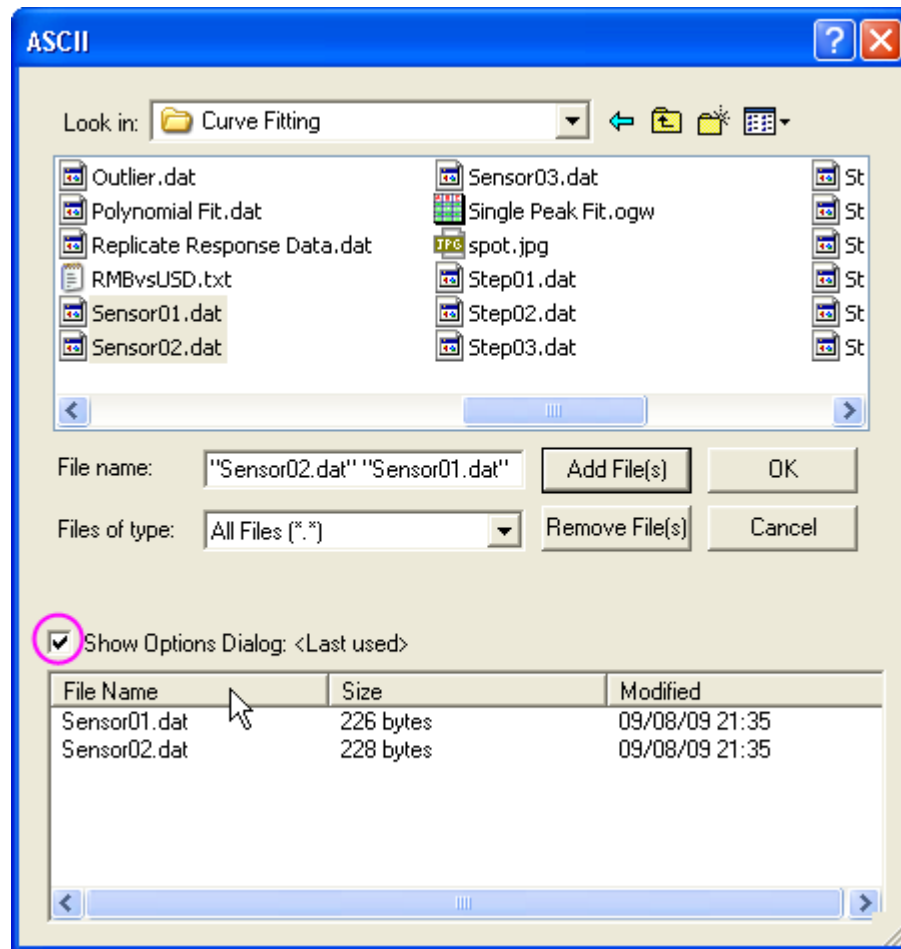 ASCII
Look in: Curve Fitting
Outlier.dat
Polynomial Fit.dat
Replicate Response Data.dat
RMBvsUSD.txt
Sensor01.dat
Sensor02.dat
Sensor03.dat
Single Peak Fit.ogw
JPG spot.jpg
Step01.dat
Step02.dat
Step03.dat
St
St
St
St
St
St
File name: "Sensor02.dat" "Sensor01.dat" Add File(s) OK
Files of type: All Files (*.*) Remove File(s) Cancel
Show Options Dialog: <Last used>
File Name Size Modified
Sensor01.dat 226 bytes 09/08/09 21:35
Sensor02.dat 228 bytes 09/08/09 21:35